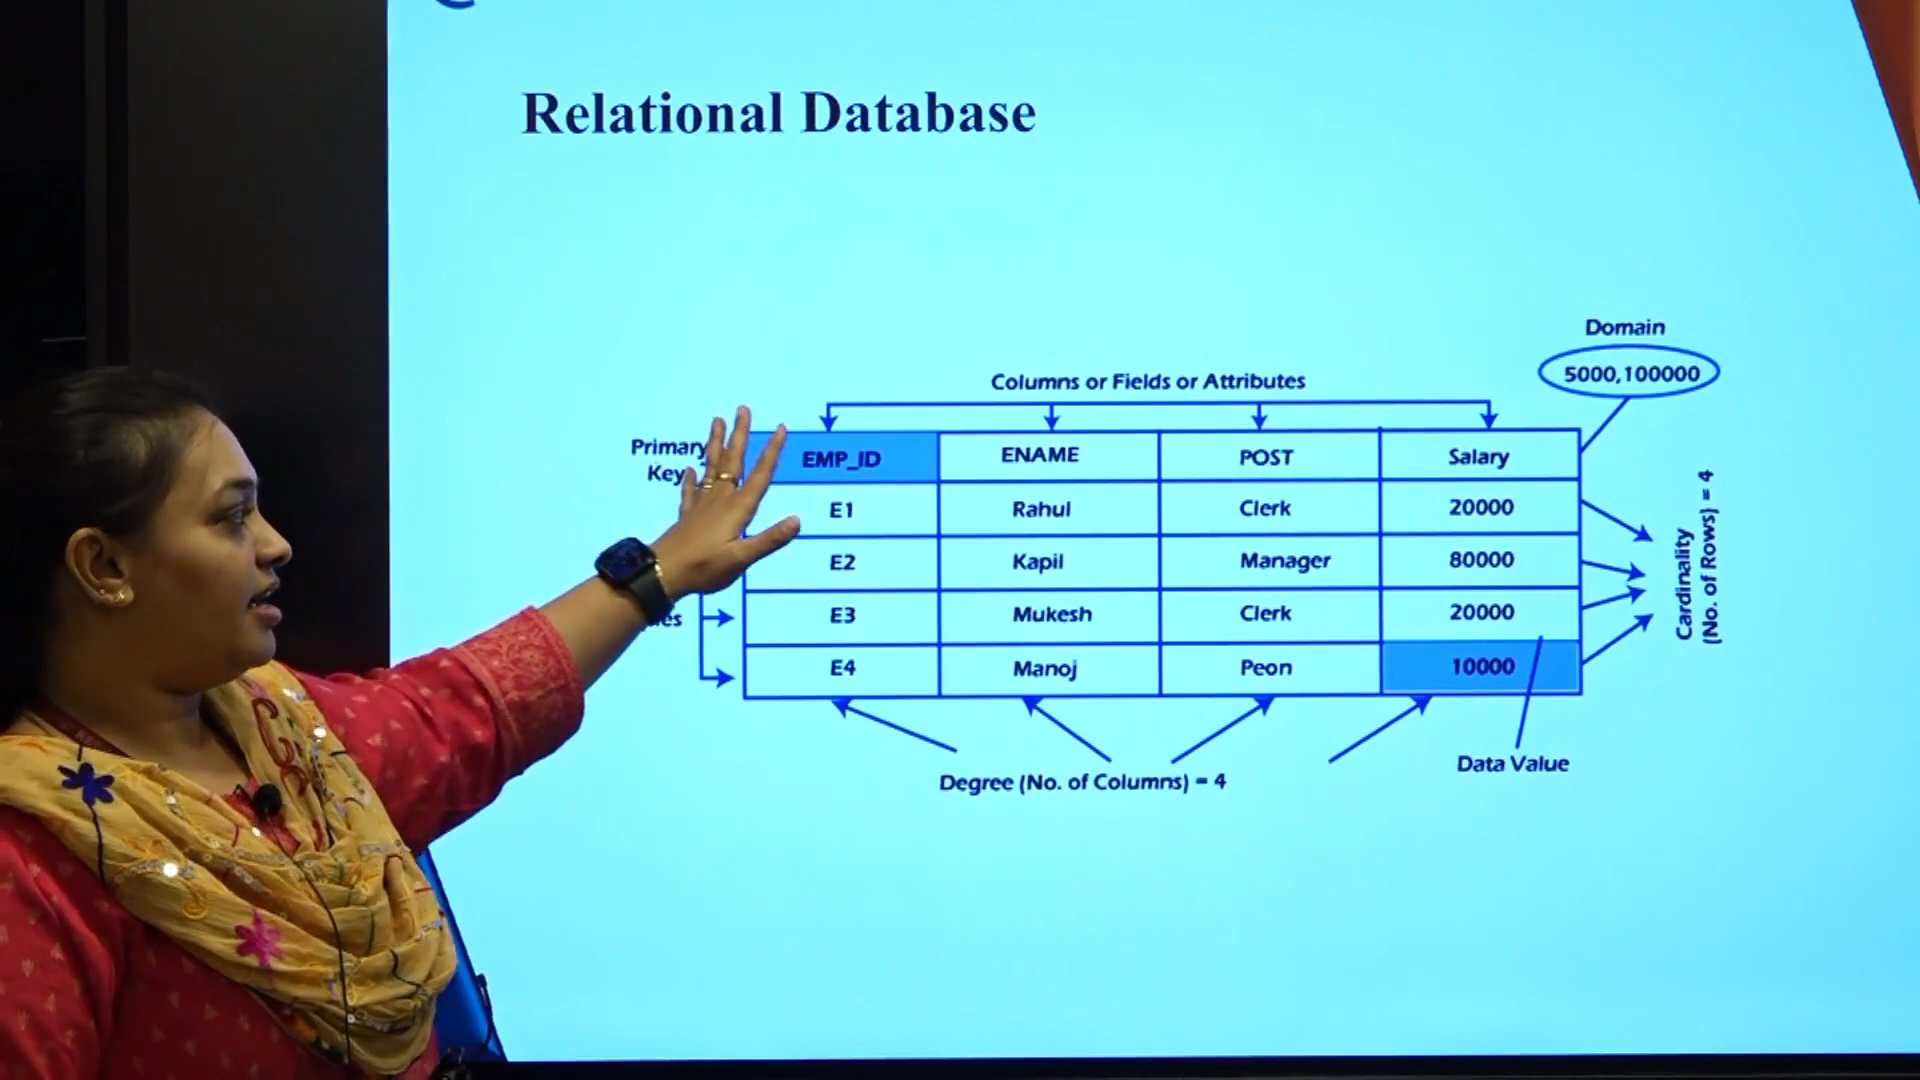 Relational Database
Domain
5000,100000
Columns or Fields or Attributes
Primary
Key
EMP_ID ENAME POST Salary
E1 Rahul Clerk 20000
E2 Kapil Manager 80000
E3 Mukesh Clerk 20000
E4 Manoj Peon 10000
Cardinality
(No. of Rows) = 4
Data Value
Degree (No. of Columns) = 4